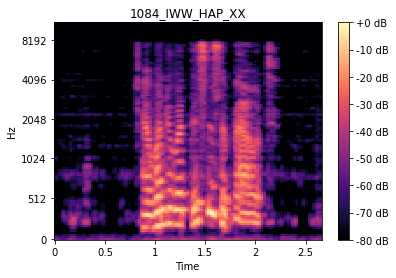 1084_IWW_HAP_XX
Hz
8192
4096
2048
1024
512
0
0
0.5
1
1.5
2
2.5
Time
+0 dB
-10 dB
-20 dB
-30 dB
-40 dB
-50 dB
-60 dB
-70 dB
-80 dB